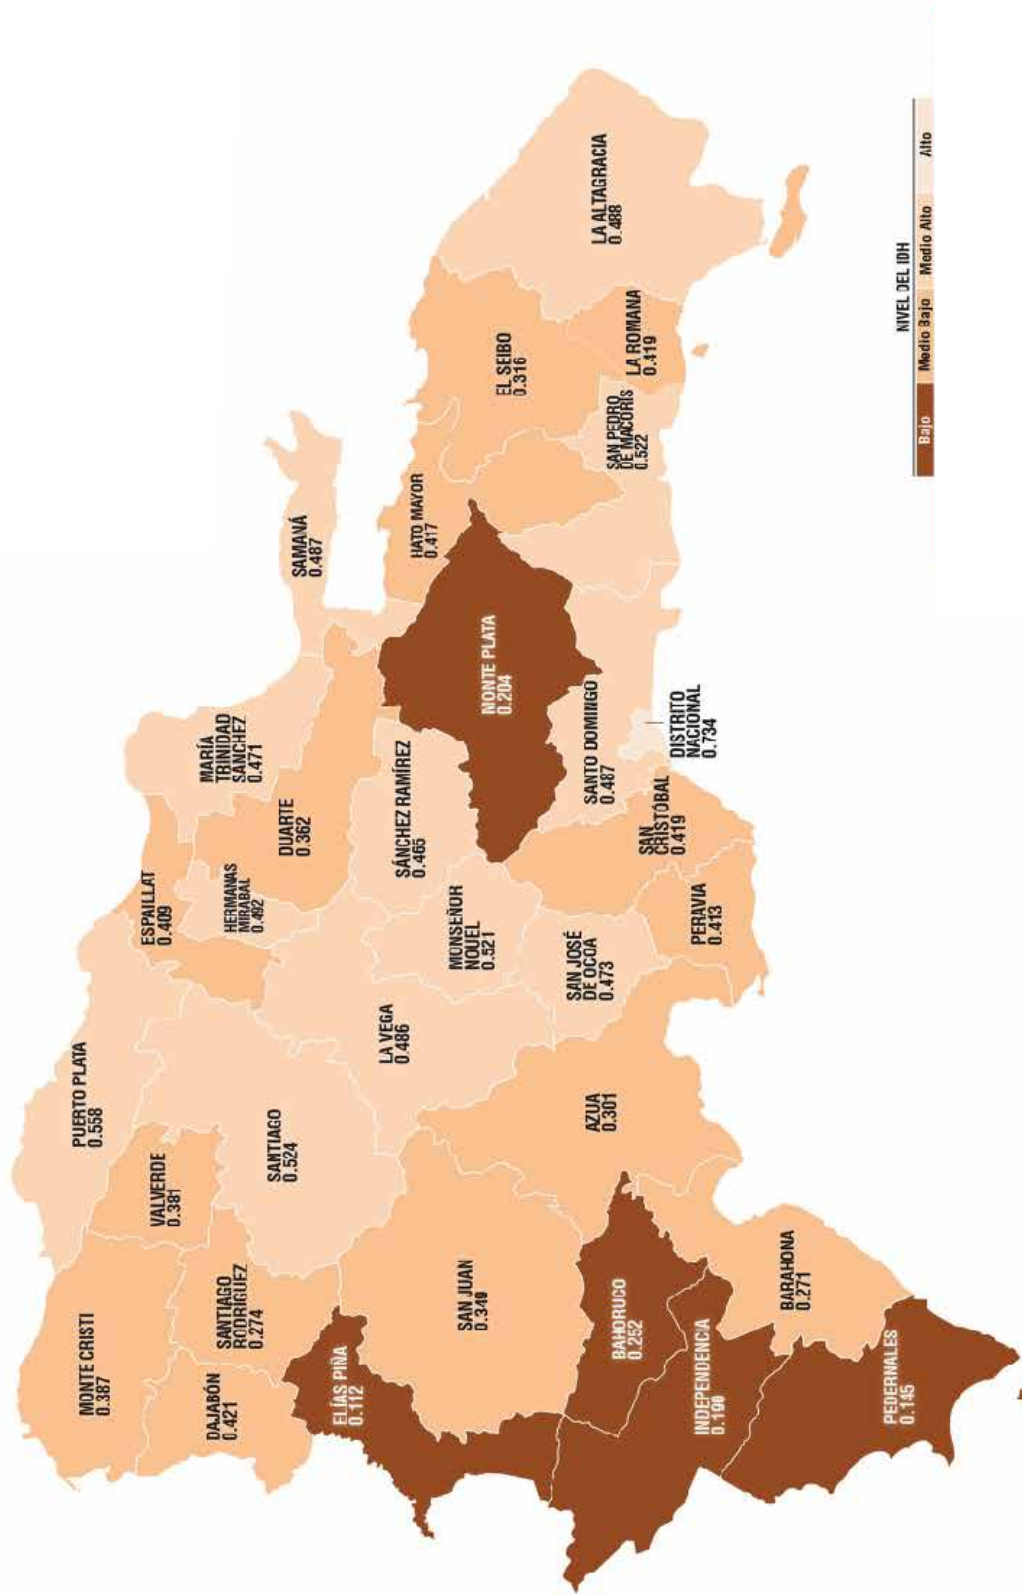 MONTE CRISTI
0.387
DAJABÓN
0.421
SANTIAGO
RODRÍGUEZ
0.274
VALVERDE
0.381
PUERTO PLATA
0.558
SANTIAGO
0.524
ESPAILLAT
0.409
HERMANAS
MIRABAL
0.492
MARÍA
TRINIDAD
SÁNCHEZ
0.471
DUARTE
0.362
SAMANÁ
0.487
LA VEGA
0.486
SÁNCHEZ RAMÍREZ
0.465
MONSEÑOR
NOUEL
0.521
ELÍAS PIÑA
0.112
SAN JUAN
0.349
AZUA
0.301
SAN JOSÉ
DE OCOA
0.473
BAHORUCO
0.252
INDEPENDENCIA
0.190
BARAHONA
0.271
PEDERNALES
0.145
PERAVIA
0.413
SAN
CRISTÓBAL
0.419
MONTE PLATA
0.204
SANTO DOMINGO
0.487
DISTRITO
NACIONAL
0.734
HATO MAYOR
0.417
EL SEIBO
0.316
SAN PEDRO
DE MACORÍS
0.522
LA ROMANA
0.419
LA ALTAGRACIA
0.488
NIVEL DEL IDH
Bajo Medio Bajo Medio Alto Alto